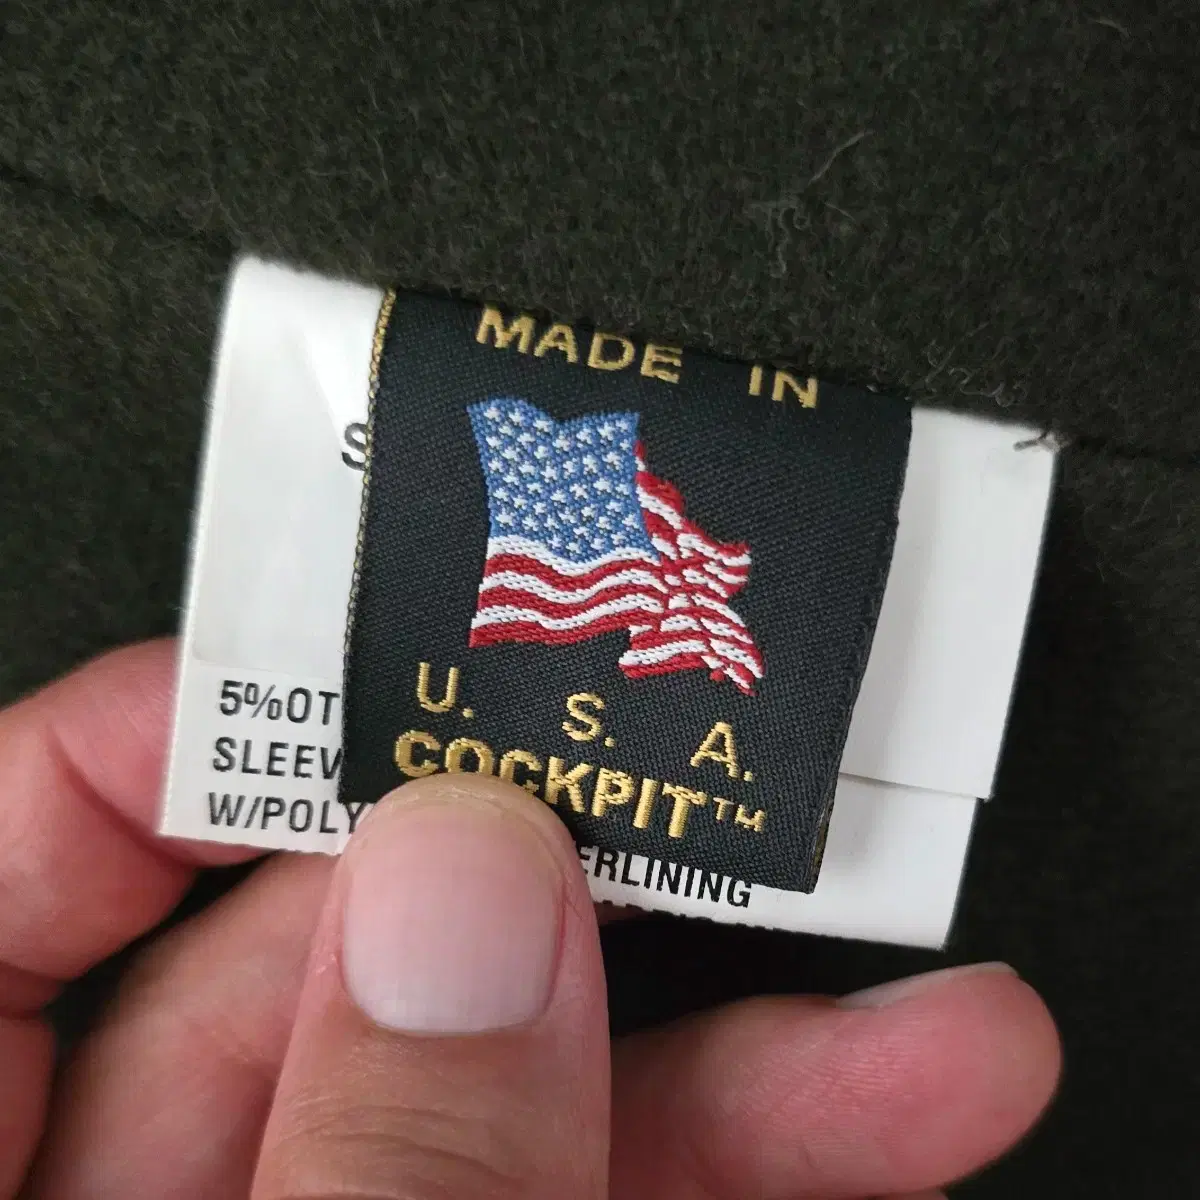 MADE IN
U. S. A.
COCKPIT™
S
5%OT
SLEEV
W/POLY
ERLINING